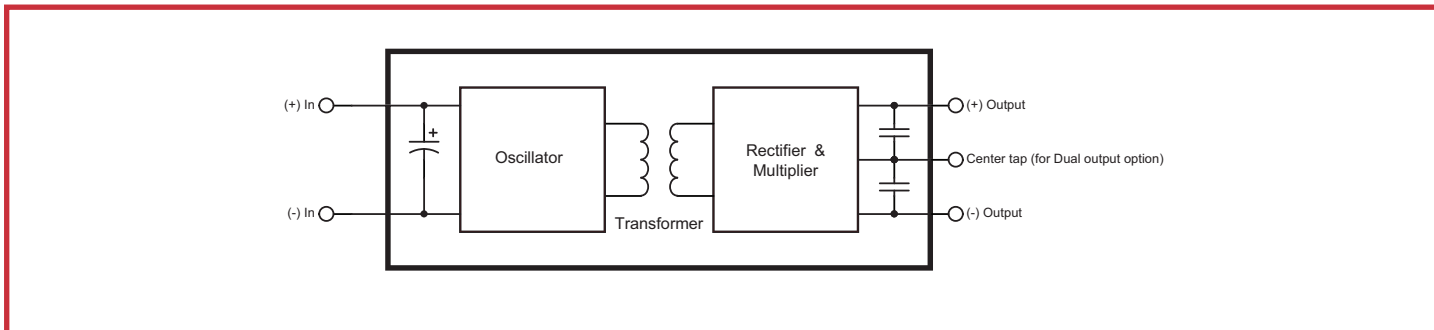 (+) In
+
Oscillator
Transformer
Rectifier &
Multiplier
(+) Output
Center tap (for Dual output option)
(-) In
(-) Output